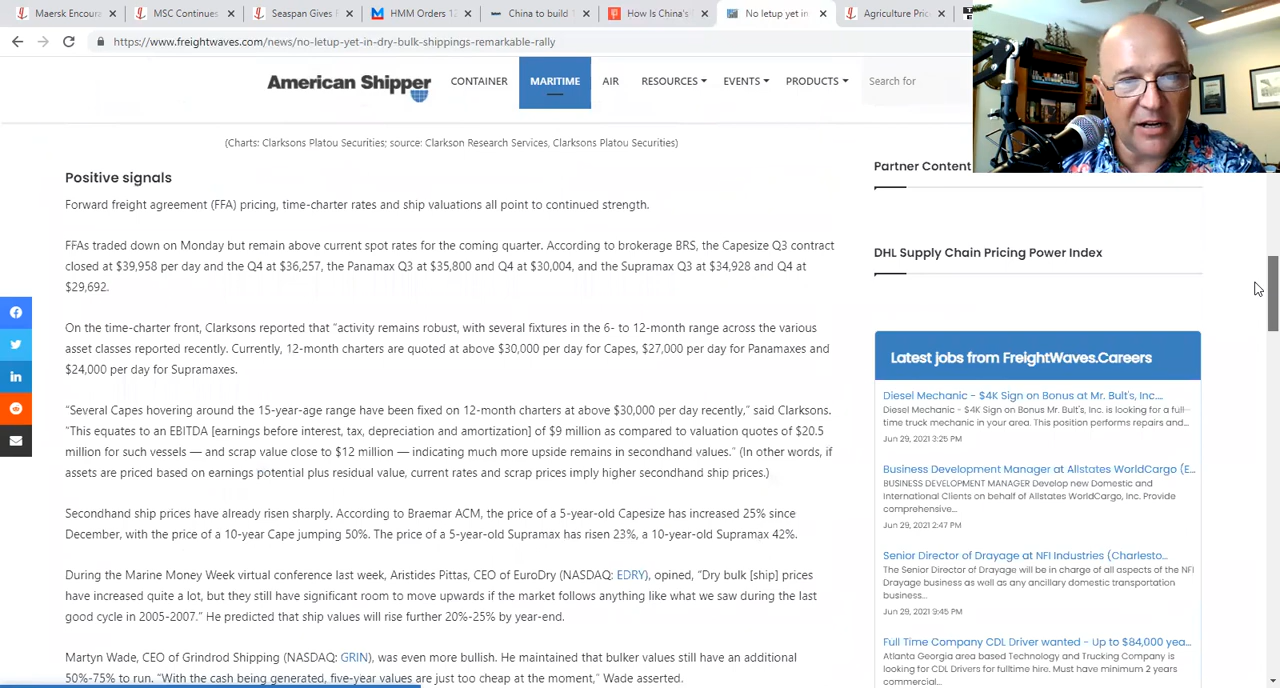 Maersk Encoura
MSC Continues
Seaspan Gives F
HMM Orders 12
China to build 1
How Is China's
No letup yet in
Agriculture Pric
https://www.freightwaves.com/news/no-letup-yet-in-dry-bulk-shippings-remarkable-rally
American Shipper
CONTAINER
MARITIME
AIR
RESOURCES
EVENTS
PRODUCTS
Search for
(Charts: Clarksons Platou Securities; source: Clarkson Research Services, Clarksons Platou Securities)
Positive signals
Forward freight agreement (FFA) pricing, time-charter rates and ship valuations all point to continued strength.
FFAs traded down on Monday but remain above current spot rates for the coming quarter. According to brokerage BRS, the Capesize Q3 contract
closed at $39,958 per day and the Q4 at $36,257, the Panamax Q3 at $35,800 and Q4 at $30,004, and the Supramax Q3 at $34,928 and Q4 at
$29,692.
On the time-charter front, Clarksons reported that “activity remains robust, with several fixtures in the 6- to 12-month range across the various
asset classes reported recently. Currently, 12-month charters are quoted at above $30,000 per day for Capes, $27,000 per day for Panamaxes and
$24,000 per day for Supramaxes.
“Several Capes hovering around the 15-year-age range have been fixed on 12-month charters at above $30,000 per day recently,” said Clarksons.
“This equates to an EBITDA [earnings before interest, tax, depreciation and amortization] of $9 million as compared to valuation quotes of $20.5
million for such vessels — and scrap value close to $12 million — indicating much more upside remains in secondhand values.” (In other words, if
assets are priced based on earnings potential plus residual value, current rates and scrap prices imply higher secondhand ship prices.)
Secondhand ship prices have already risen sharply. According to Braemar ACM, the price of a 5-year-old Capesize has increased 25% since
December, with the price of a 10-year Cape jumping 50%. The price of a 5-year-old Supramax has risen 23%, a 10-year-old Supramax 42%.
During the Marine Money Week virtual conference last week, Aristides Pittas, CEO of EuroDry (NASDAQ: EDRY), opined, “Dry bulk [ship] prices
have increased quite a lot, but they still have significant room to move upwards if the market follows anything like what we saw during the last
good cycle in 2005-2007.” He predicted that ship values will rise further 20%-25% by year-end.
Martyn Wade, CEO of Grindrod Shipping (NASDAQ: GRIN), was even more bullish. He maintained that bulker values still have an additional
50%-75% to run. “With the cash being generated, five-year values are just too cheap at the moment,” Wade asserted.
Partner Content
DHL Supply Chain Pricing Power Index
Latest jobs from FreightWaves.Careers
Diesel Mechanic - $4K Sign on Bonus at Mr. Bult's, Inc....
Diesel Mechanic - $4K Sign on Bonus Mr. Bult's, Inc. is looking for a full-
time truck mechanic in your area. This position performs repairs and...
Jun 29, 2021 3:25 PM
Business Development Manager at Allstates WorldCargo (E...
BUSINESS DEVELOPMENT MANAGER Develop new Domestic and
International Clients on behalf of Allstates WorldCargo, Inc. Provide
comprehensive...
Jun 29, 2021 2:47 PM
Senior Director of Drayage at NFI Industries (Charlesto...
The Senior Director of Drayage will be in charge of all aspects of the NFI
Drayage business as well as any ancillary domestic transportation
business...
Jun 29, 2021 9:45 PM
Full Time Company CDL Driver wanted - Up to $84,000 yea...
Atlanta Georgia area based Technology and Trucking Company is
looking for CDL Drivers for fulltime hire. Must have minimum 2 years
commercial...